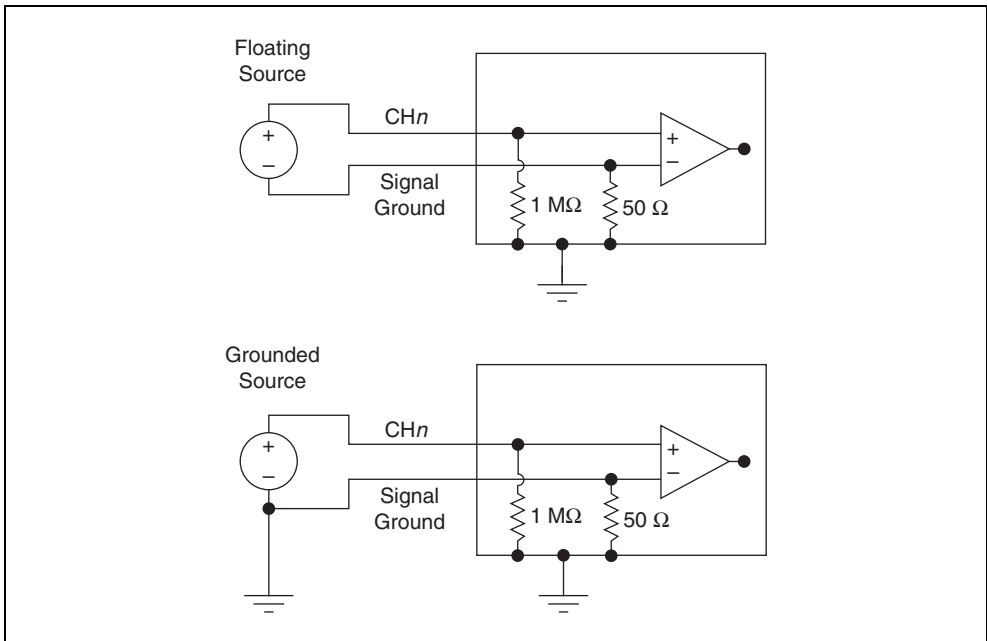 Floating
Source
CHn
+
−
+
−
Signal
Ground
1 MΩ
50 Ω
Grounded
Source
CHn
+
−
+
−
Signal
Ground
1 MΩ
50 Ω